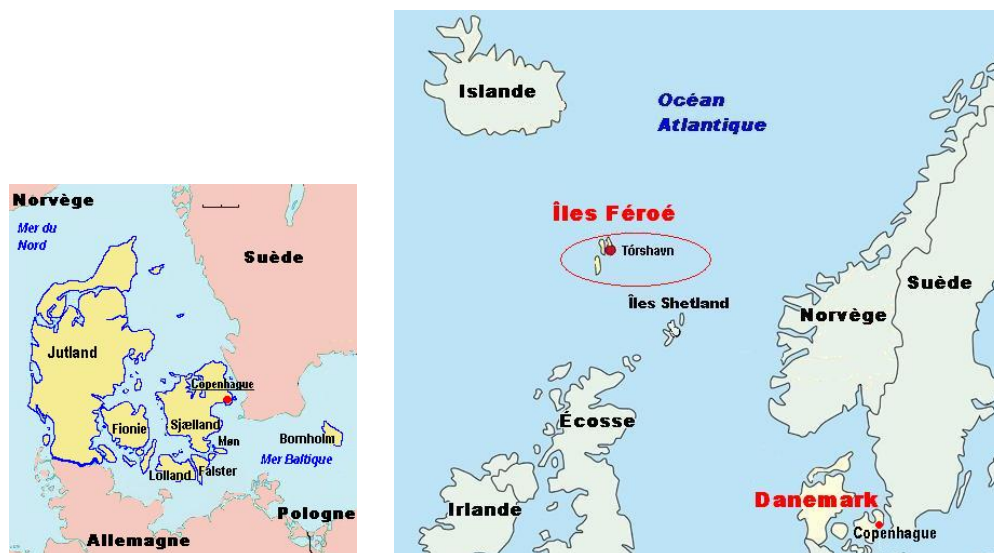 Norvège
Mer du
Nord
Suède
Jutland
Copenhague
Fionie
Sjælland
Møn
Bornholm
Mer Baltique
Lolland
Falster
Pologne
Allemagne
Islande
Océan
Atlantique
Îles Féroé
Tórshavn
Îles Shetland
Suède
Norvège
Écosse
Irlande
Danemark
Copenhague